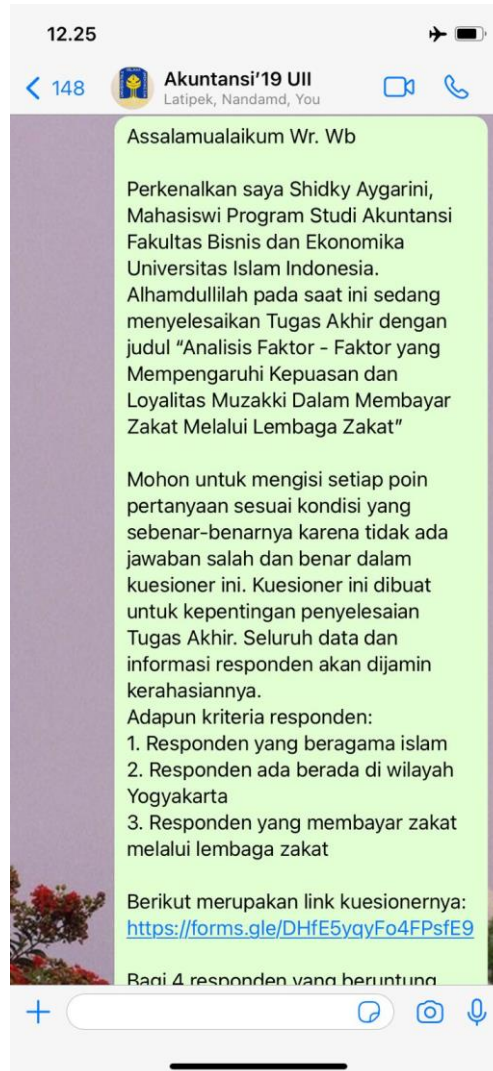 12.25
148
Akuntansi'19 UII
Latipek, Nandamd, You
Assalamualaikum Wr. Wb
Perkenalkan saya Shidky Aygarini,
Mahasiswi Program Studi Akuntansi
Fakultas Bisnis dan Ekonomika
Universitas Islam Indonesia.
Alhamdullilah pada saat ini sedang
menyelesaikan Tugas Akhir dengan
judul “Analisis Faktor - Faktor yang
Mempengaruhi Kepuasan dan
Loyalitas Muzakki Dalam Membayar
Zakat Melalui Lembaga Zakat”
Mohon untuk mengisi setiap poin
pertanyaan sesuai kondisi yang
sebenar-benarnya karena tidak ada
jawaban salah dan benar dalam
kuesioner ini. Kuesioner ini dibuat
untuk kepentingan penyelesaian
Tugas Akhir. Seluruh data dan
informasi responden akan dijamin
kerahasiannya.
Adapun kriteria responden:
1. Responden yang beragama islam
2. Responden ada berada di wilayah
Yogyakarta
3. Responden yang membayar zakat
melalui lembaga zakat
Berikut merupakan link kuesionernya:
https://forms.gle/DHfE5yqyFo4FPsfE9
Bagi 4 responden yang beruntung